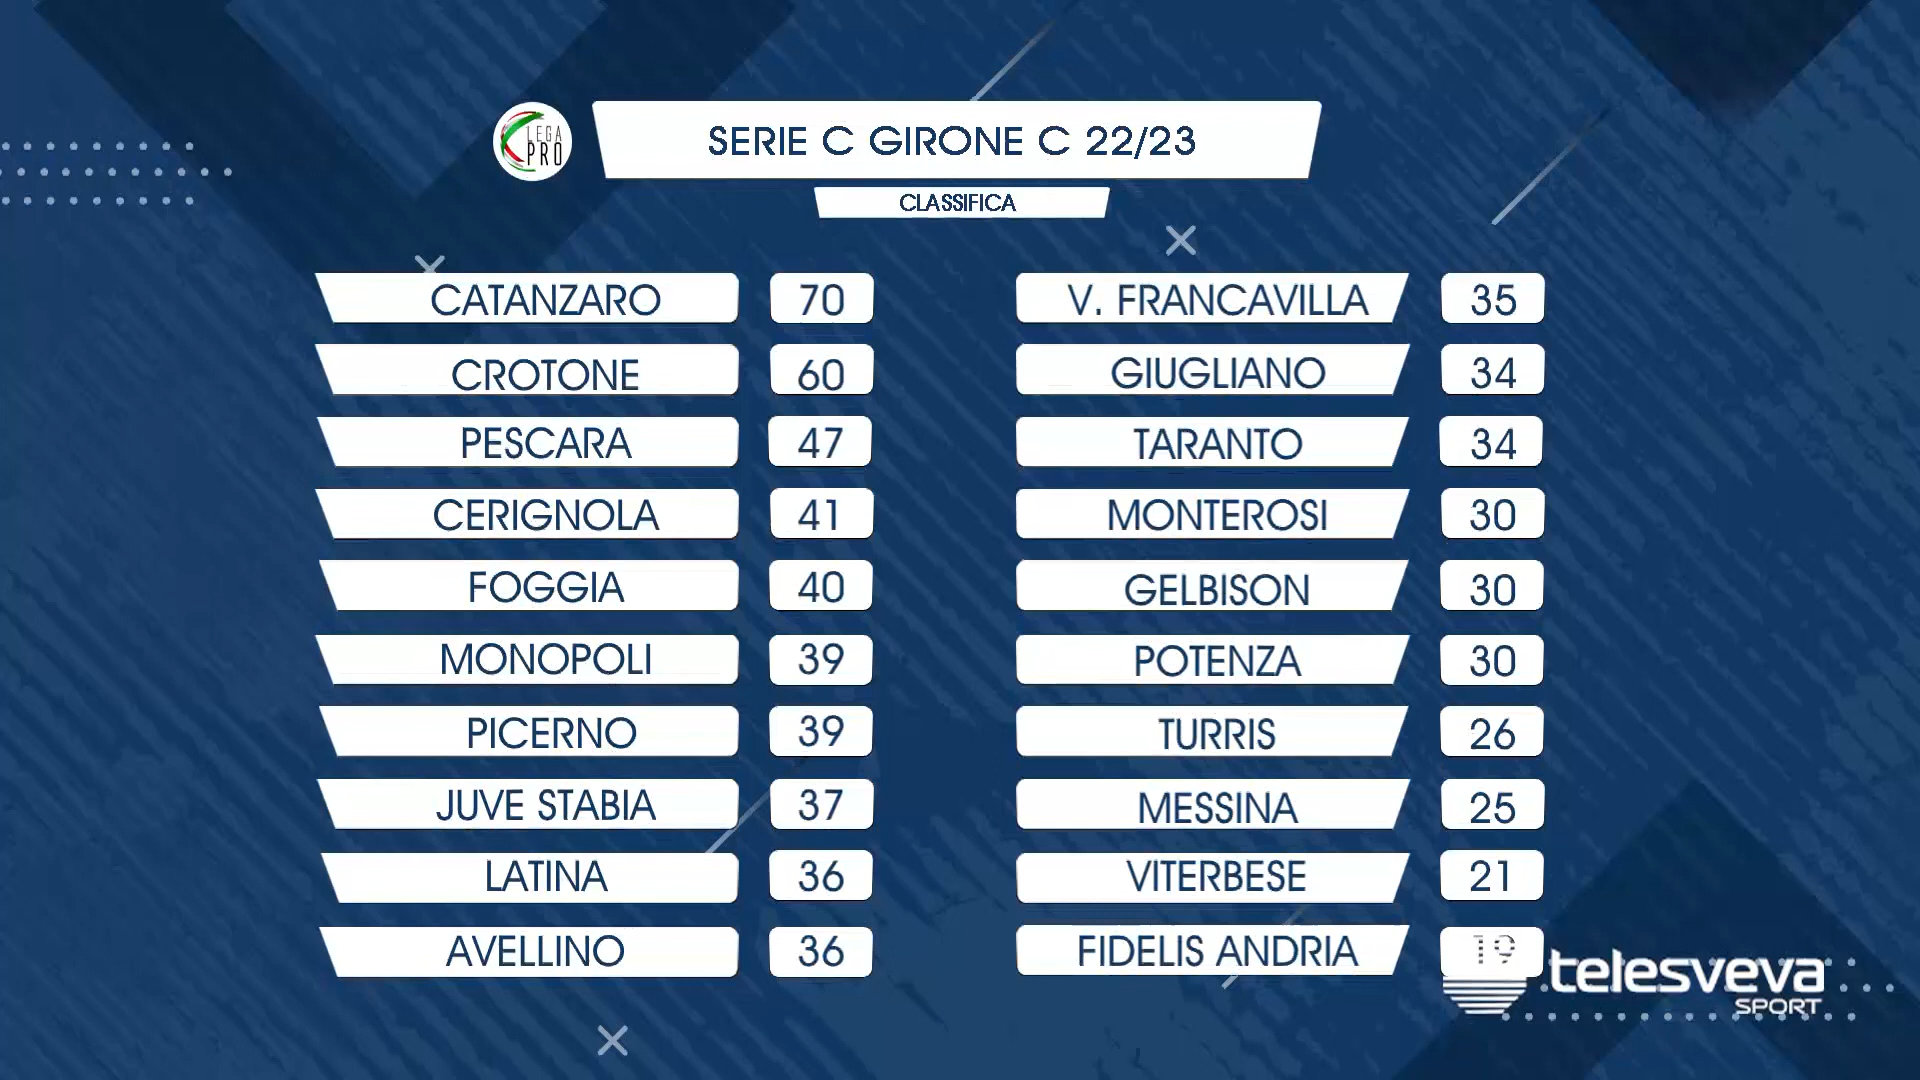 LEGA
PRO
SERIE C GIRONE C 22/23
CLASSIFICA
CATANZARO 70
CROTONE 60
PESCARA 47
CERIGNOLA 41
FOGGIA 40
MONOPOLI 39
PICERNO 39
JUVE STABIA 37
LATINA 36
AVELLINO 36
V. FRANCAVILLA 35
GIUGLIANO 34
TARANTO 34
MONTEROSI 30
GELBISON 30
POTENZA 30
TURRIS 26
MESSINA 25
VITERBESE 21
FIDELIS ANDRIA 19
telesveva
SPORT